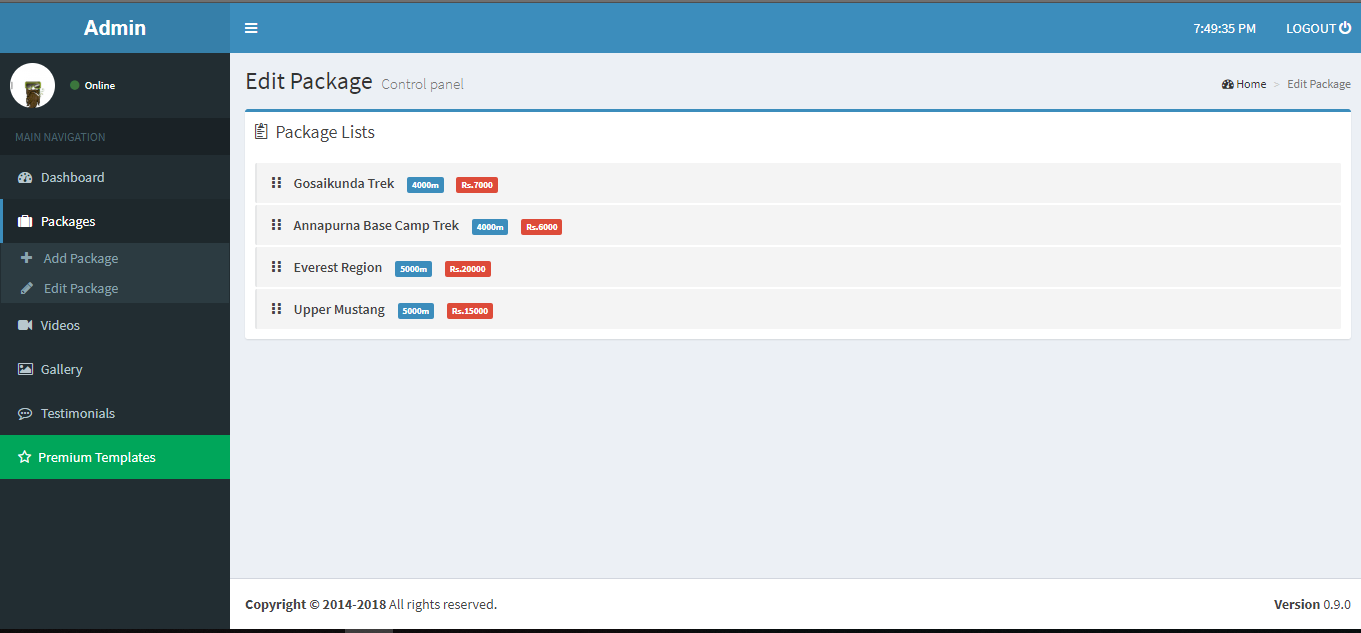 Admin
7:49:35 PM
LOGOUT
Online
MAIN NAVIGATION
Dashboard
Packages
Add Package
Edit Package
Videos
Gallery
Testimonials
Premium Templates
Edit Package Control panel
Home > Edit Package
Package Lists
Gosaikunda Trek 4000m Rs.7000
Annapurna Base Camp Trek 4000m Rs.6000
Everest Region 5000m Rs.20000
Upper Mustang 5000m Rs.15000
Copyright © 2014-2018 All rights reserved.
Version 0.9.0